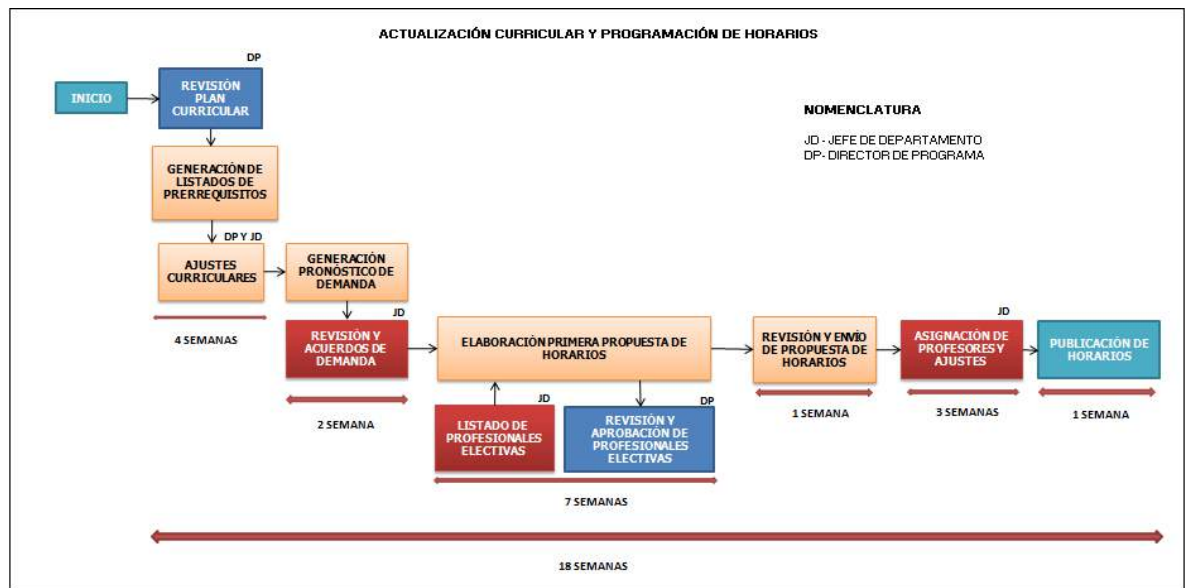 ACTUALIZACIÓN CURRICULAR Y PROGRAMACIÓN DE HORARIOS
DP
INICIO
REVISIÓN
PLAN
CURRICULAR
NOMENCLATURA
JD - JEFE DE DEPARTAMENTO
DP- DIRECTOR DE PROGRAMA
GENERACIÓN DE
LISTADOS DE
PRERREQUISITOS
DP Y JD
AJUSTES
CURRICULARES
GENERACIÓN
PRONÓSTICO DE
DEMANDA
4 SEMANAS
JD
REVISIÓN Y
ACUERDOS DE
DEMANDA
ELABORACIÓN PRIMERA PROPUESTA DE
HORARIOS
REVISIÓN Y ENVÍO
DE PROPUESTA DE
HORARIOS
JD
ASIGNACIÓN DE
PROFESORES Y
AJUSTES
PUBLICACIÓN DE
HORARIOS
2 SEMANA
JD
LISTADO DE
PROFESIONALES
ELECTIVAS
DP
REVISIÓN Y
APROBACIÓN DE
PROFESIONALES
ELECTIVAS
1 SEMANA
3 SEMANAS
1 SEMANA
7 SEMANAS
18 SEMANAS